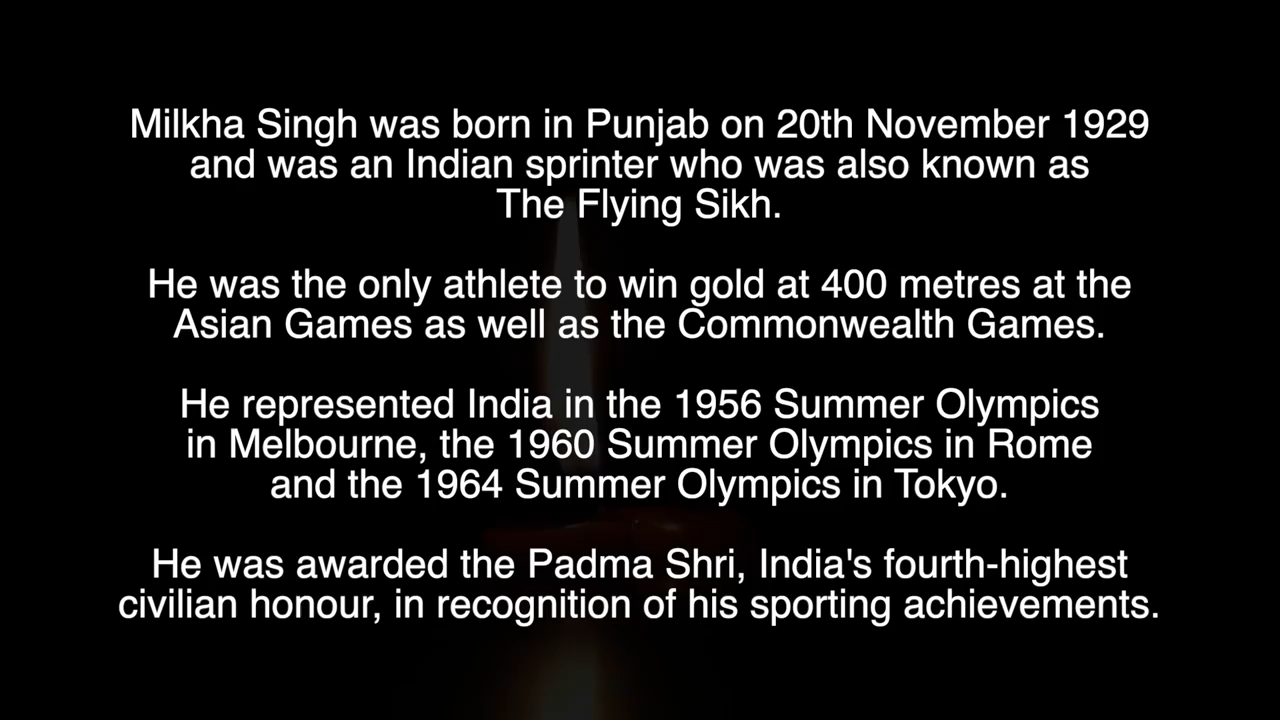 Milkha Singh was born in Punjab on 20th November 1929
and was an Indian sprinter who was also known as
The Flying Sikh.
He was the only athlete to win gold at 400 metres at the
Asian Games as well as the Commonwealth Games.
He represented India in the 1956 Summer Olympics
in Melbourne, the 1960 Summer Olympics in Rome
and the 1964 Summer Olympics in Tokyo.
He was awarded the Padma Shri, India's fourth-highest
civilian honour, in recognition of his sporting achievements.